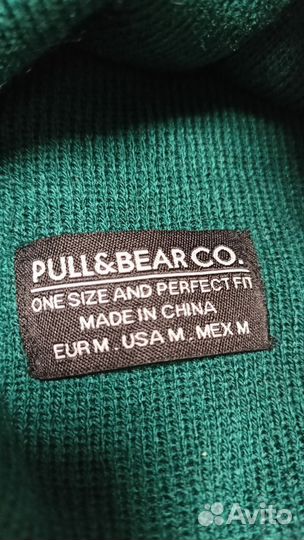 PULL&BEAR CO.
ONE SIZE AND PERFECT FIT
MADE IN CHINA
EUR M . USA M . MEX M
Avito